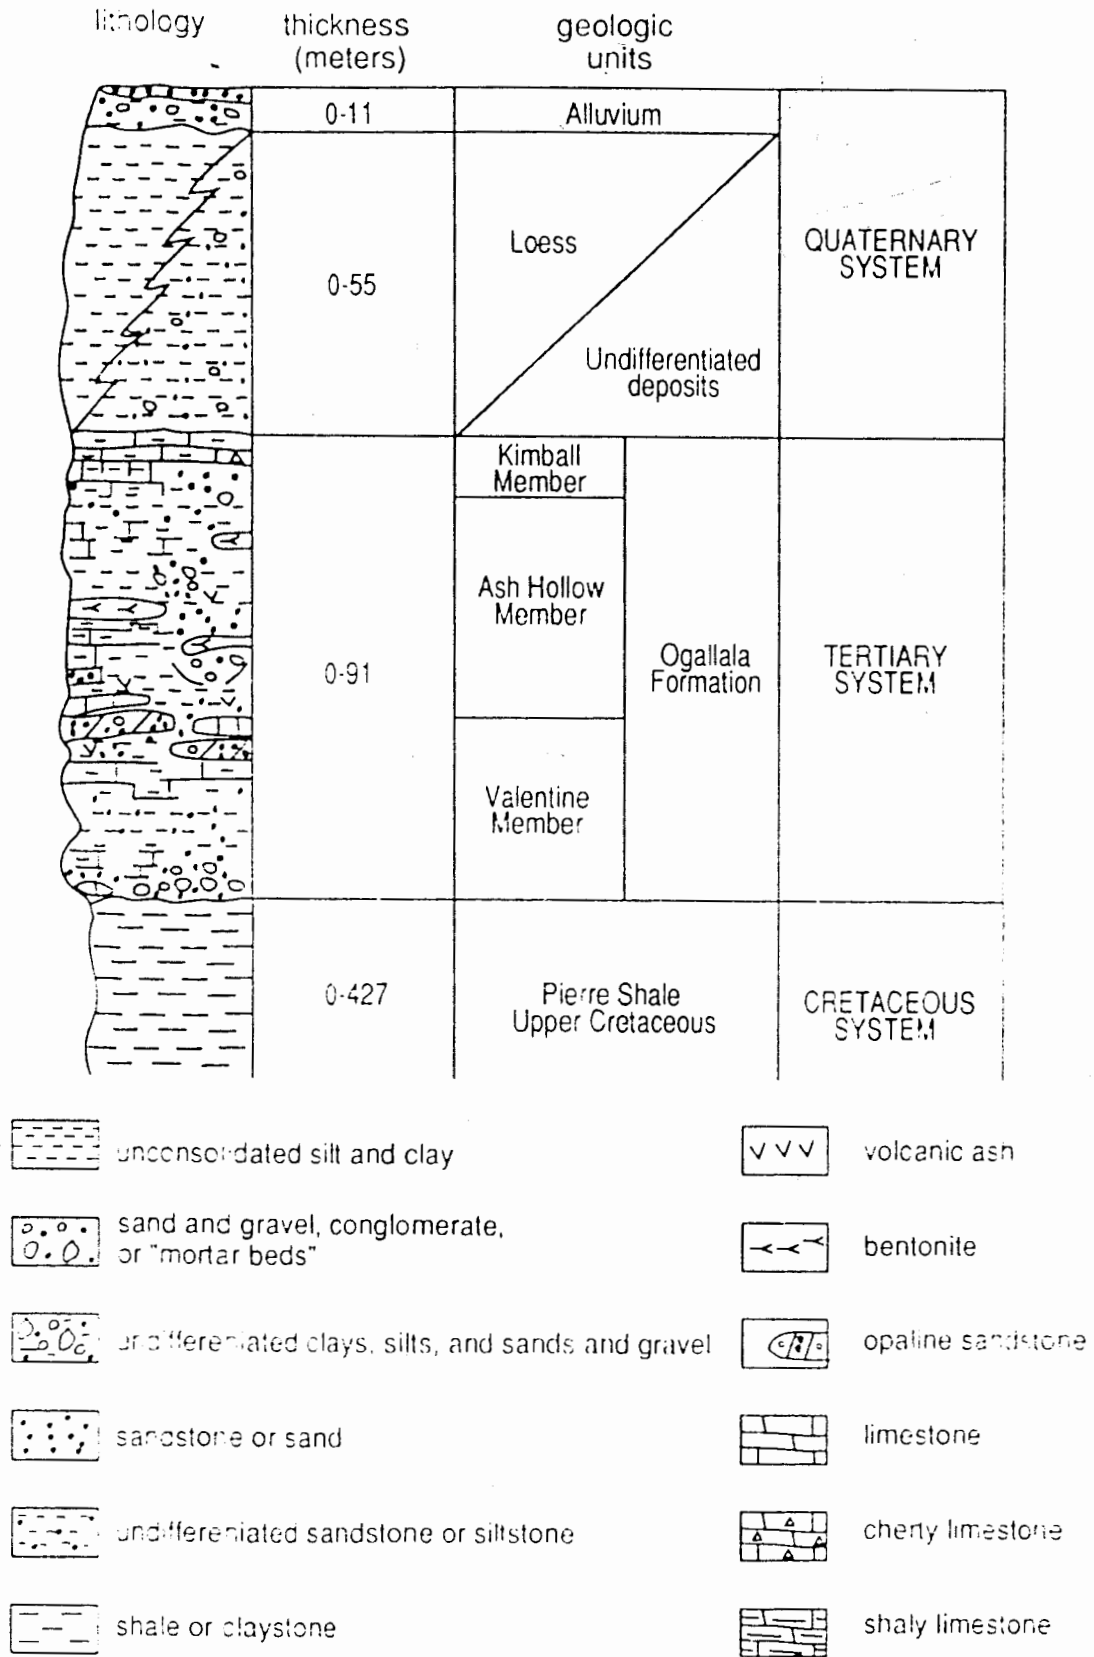 lithology
thickness
(meters)
geologic
units
0-11
Alluvium
Loess
QUATERNARY
SYSTEM
0-55
Undifferentiated
deposits
Kimball
Member
Ash Hollow
Member
0-91
Ogallala
Formation
TERTIARY
SYSTEM
Valentine
Member
0-427
Pierre Shale
Upper Cretaceous
CRETACEOUS
SYSTEM
unconsolidated silt and clay
volcanic ash
sand and gravel, conglomerate,
or "mortar beds"
bentonite
undifferentiated clays, silts, and sands and gravel
opaline sandstone
sandstone or sand
limestone
undifferentiated sandstone or siltstone
cherty limestone
shale or claystone
shaly limestone